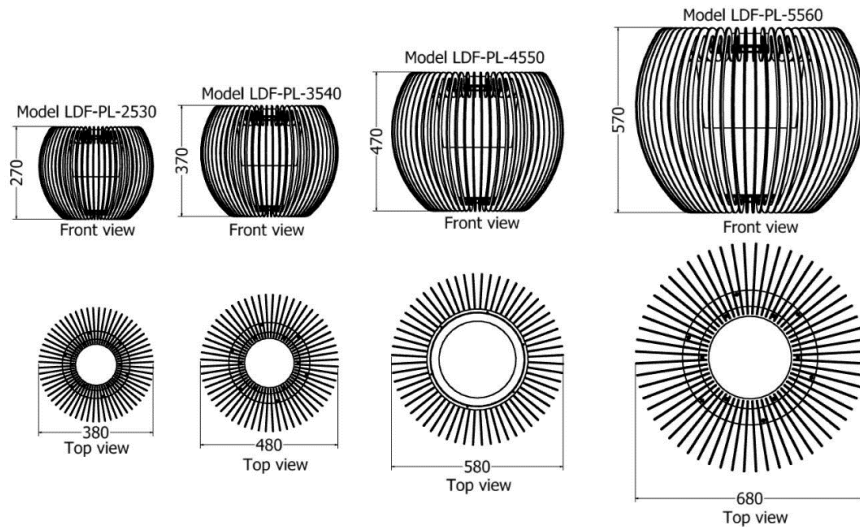 Model LDF-PL-2530
270
Front view
Model LDF-PL-3540
370
Front view
Model LDF-PL-4550
470
Front view
Model LDF-PL-5560
570
Front view
380
Top view
480
Top view
580
Top view
680
Top view